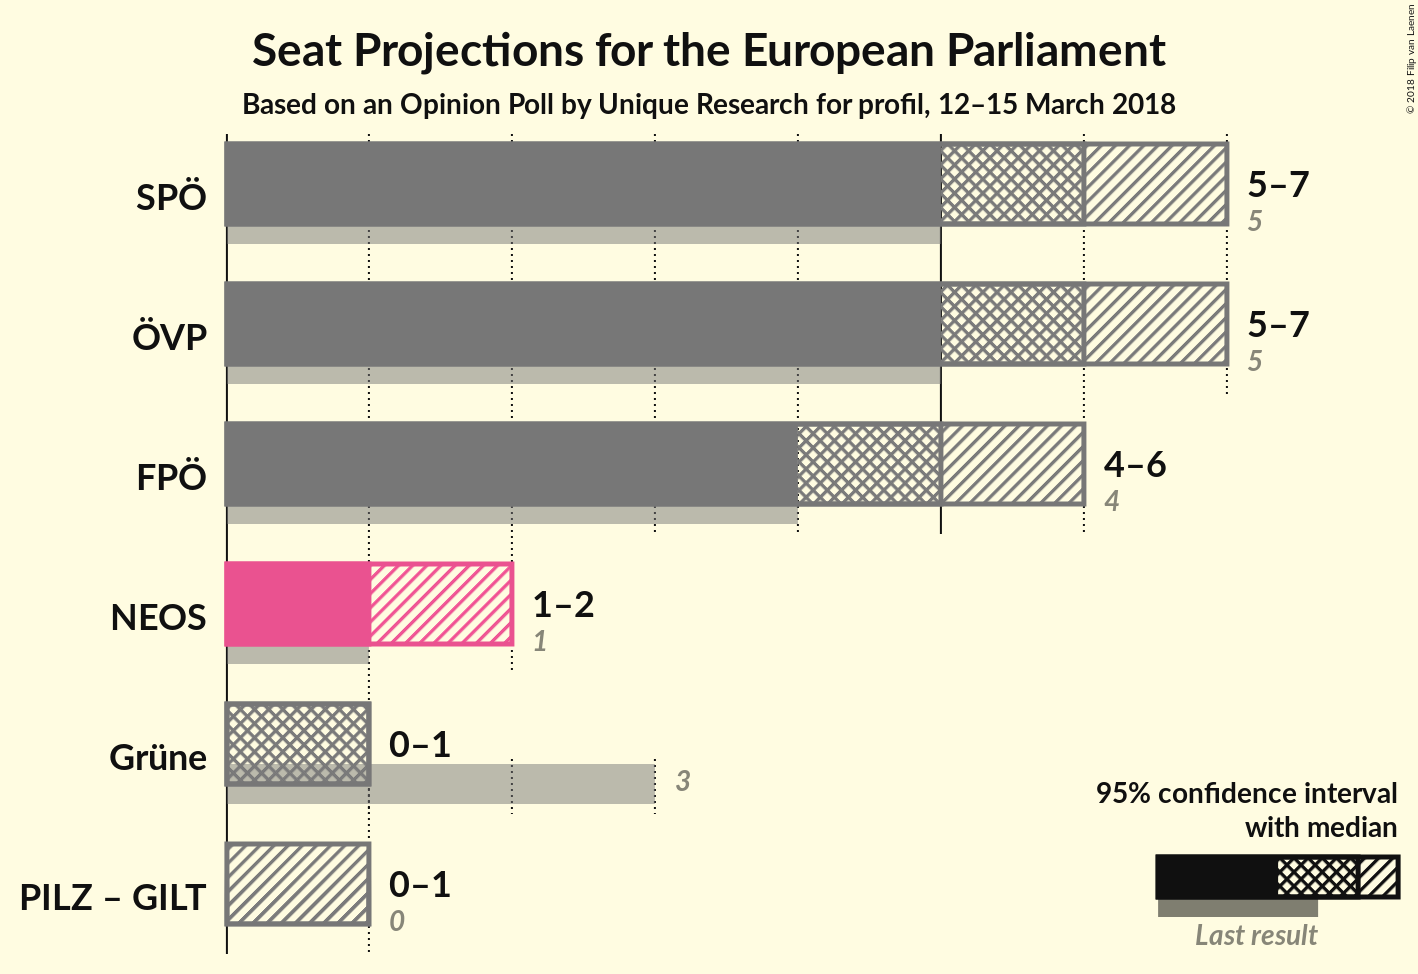 Seat Projections for the European Parliament
Based on an Opinion Poll by Unique Research for profil, 12–15 March 2018
© 2018 Filip van Laenen
SPÖ
5–7
5
ÖVP
5–7
5
FPÖ
4–6
4
NEOS
1–2
1
Grüne
0–1
3
PILZ – GILT
0–1
0
95% confidence interval
with median
Last result